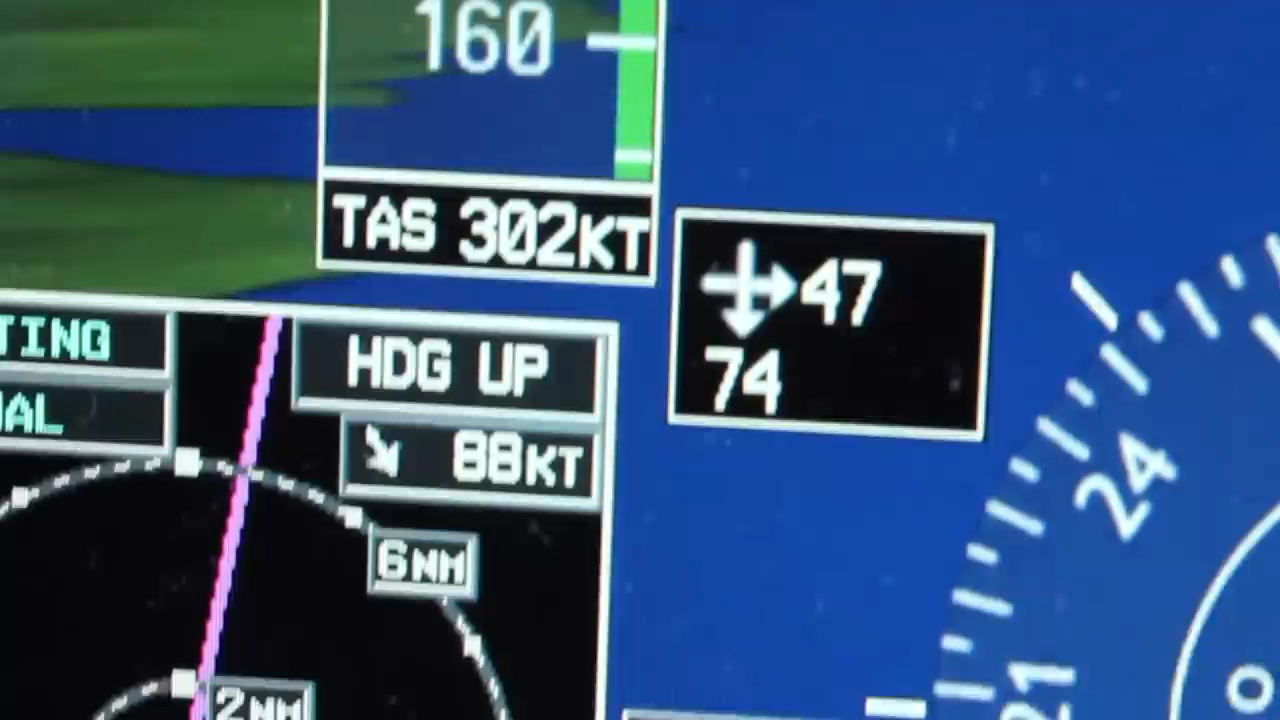 160
TAS 302KT
47
74
TING
HDG UP
AL
88KT
6NM
24
21
2NM